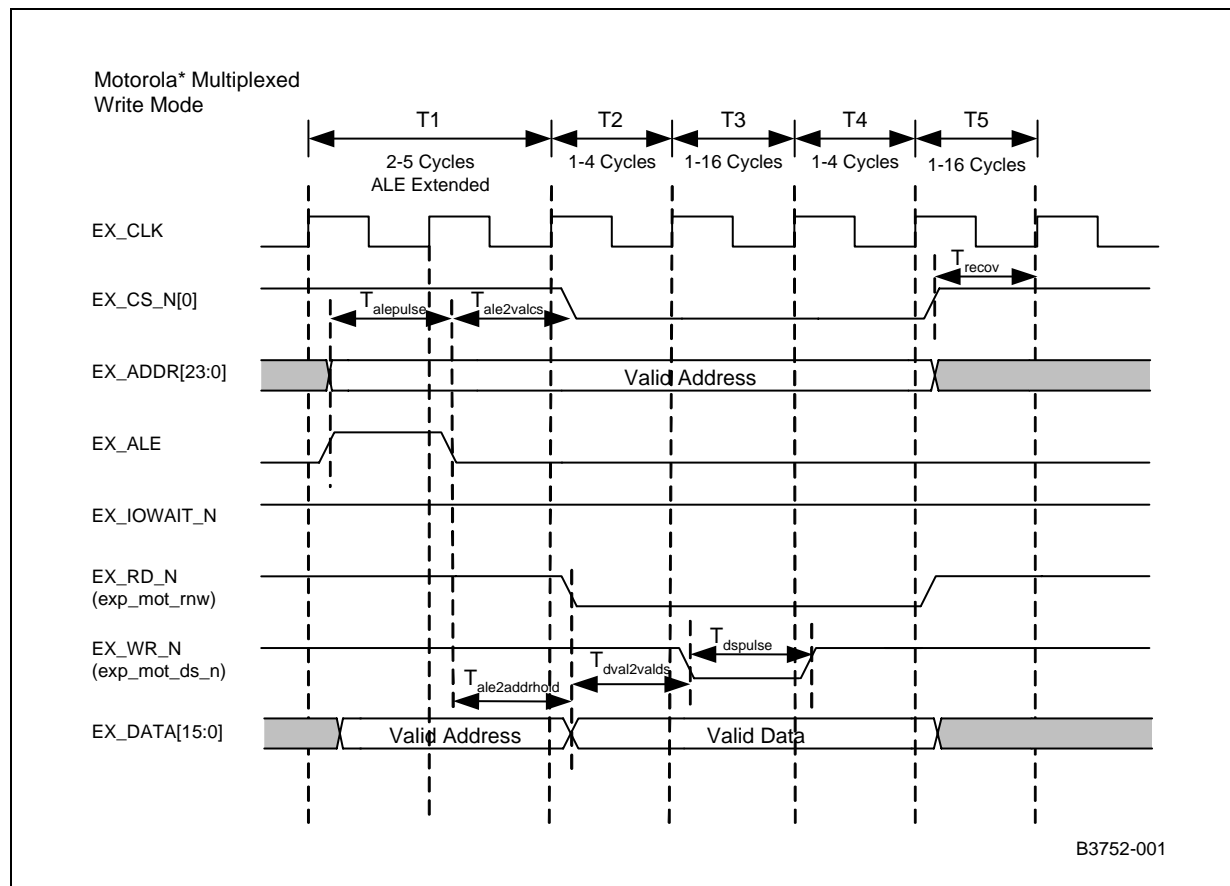 Motorola* Multiplexed
Write Mode
T1 T2 T3 T4 T5
2-5 Cycles 1-4 Cycles 1-16 Cycles 1-4 Cycles 1-16 Cycles
ALE Extended
EX_CLK
Trecov
EX_CS_N[0]
Talepulse Tale2valcs
EX_ADDR[23:0] Valid Address
EX_ALE
EX_IOWAIT_N
EX_RD_N
(exp_mot_rnw)
EX_WR_N
(exp_mot_ds_n)
Tdspulse
Tdval2valds
Tale2addrhold
EX_DATA[15:0] Valid Address Valid Data
B3752-001